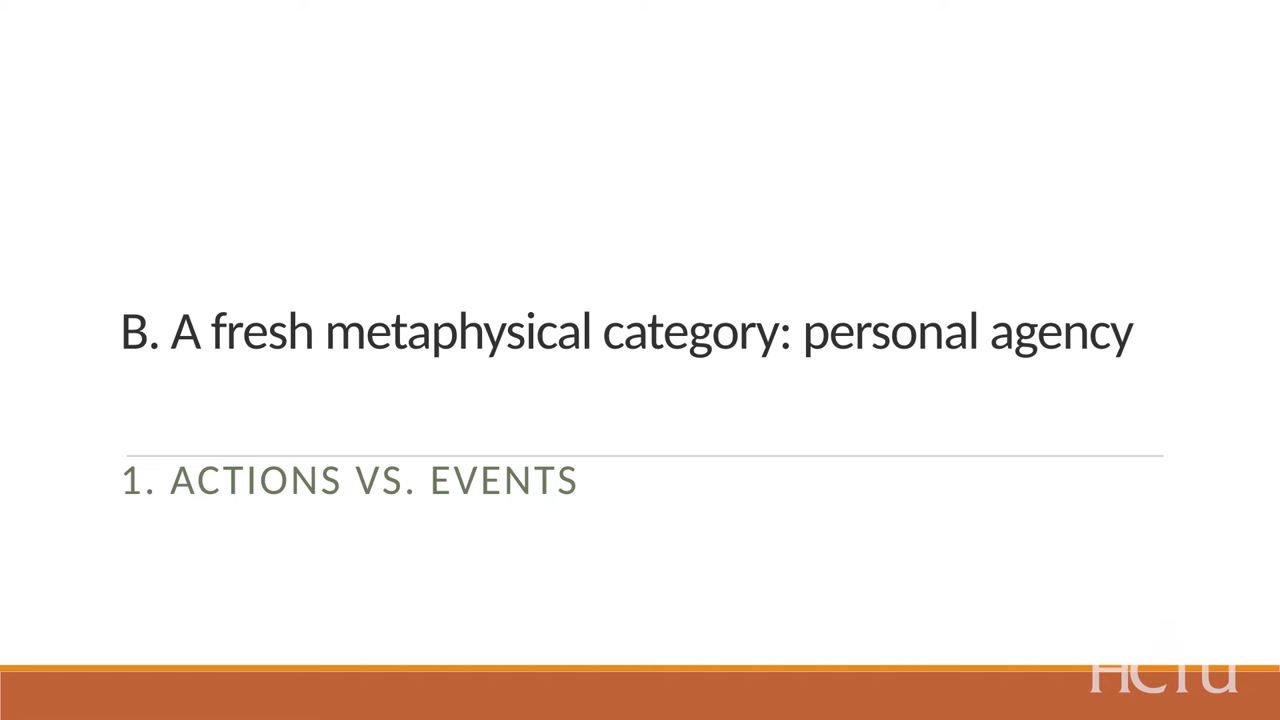 B. A fresh metaphysical category: personal agency
1. ACTIONS VS. EVENTS
HCTU